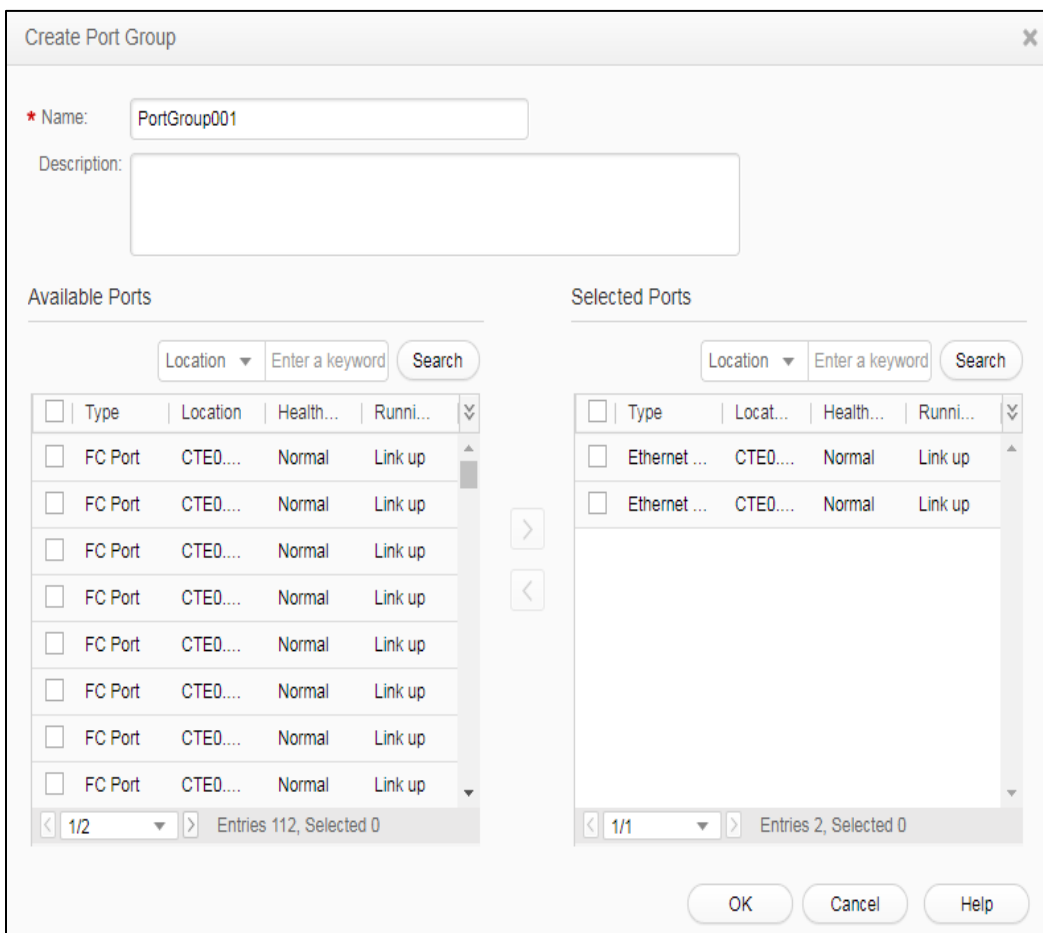 Create Port Group
* Name: PortGroup001
Description:
Available Ports
Location Enter a keyword Search
Type Location Health... Runni...
FC Port CTE0.... Normal Link up
FC Port CTE0.... Normal Link up
FC Port CTE0.... Normal Link up
FC Port CTE0.... Normal Link up
FC Port CTE0.... Normal Link up
FC Port CTE0.... Normal Link up
FC Port CTE0.... Normal Link up
FC Port CTE0.... Normal Link up
1/2 Entries 112, Selected 0
Selected Ports
Location Enter a keyword Search
Type Locat... Health... Runni...
Ethernet ... CTE0.... Normal Link up
Ethernet ... CTE0.... Normal Link up
1/1 Entries 2, Selected 0
OK Cancel Help